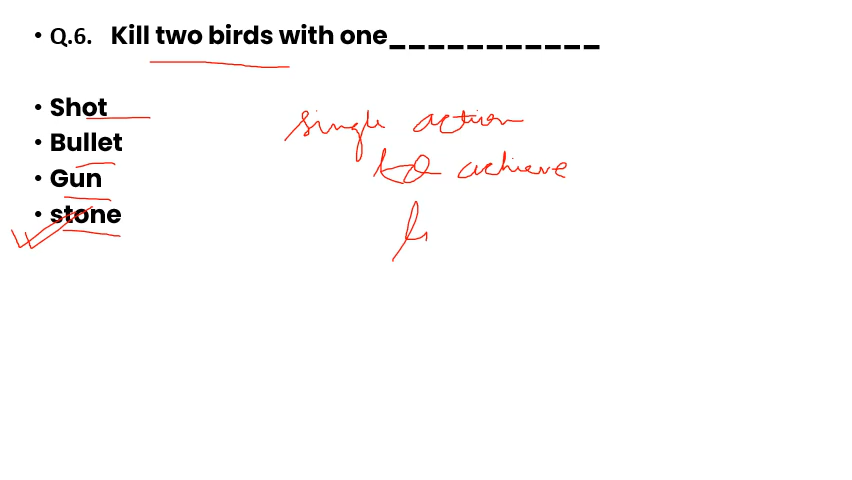 • Q.6. Kill two birds with one___________
• Shot
• Bullet
• Gun
• stone
single action
to achieve